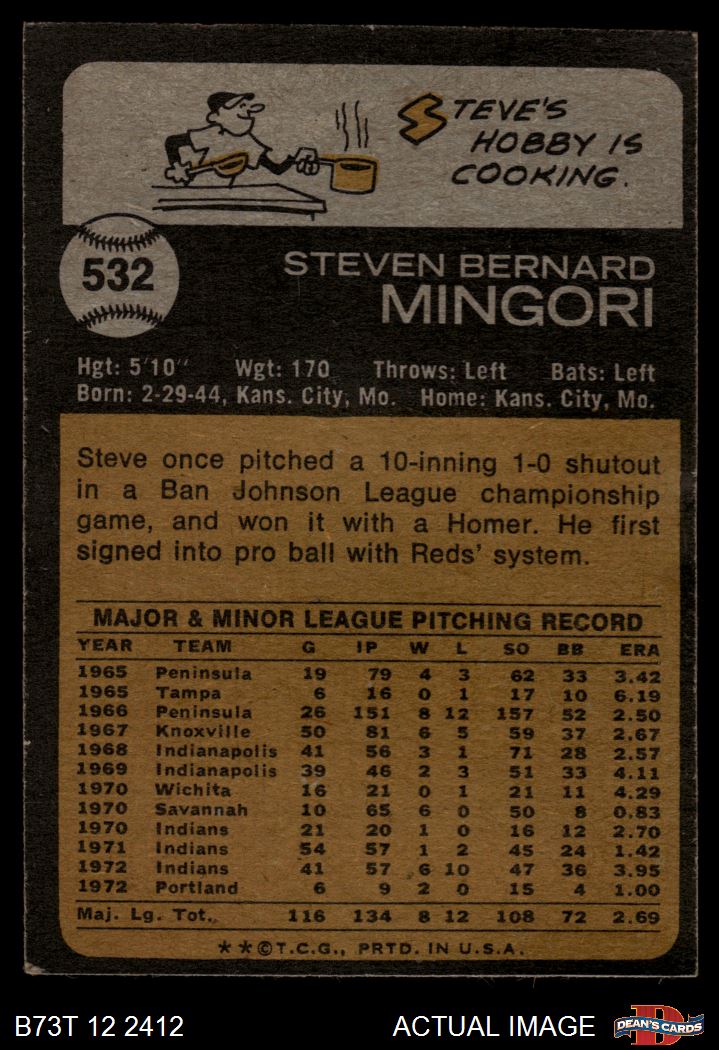 STEVE'S
HOBBY IS
COOKING.
532
STEVEN BERNARD
MINGORI
Hgt: 5'10" Wgt: 170 Throws: Left Bats: Left
Born: 2-29-44, Kans. City, Mo. Home: Kans. City, Mo.
Steve once pitched a 10-inning 1-0 shutout
in a Ban Johnson League championship
game, and won it with a Homer. He first
signed into pro ball with Reds' system.
MAJOR & MINOR LEAGUE PITCHING RECORD
YEAR TEAM G IP W L SO BB ERA
1965 Peninsula 19 79 4 3 62 33 3.42
1965 Tampa 6 16 0 1 17 10 6.19
1966 Peninsula 26 151 8 12 157 52 2.50
1967 Knoxville 50 81 6 5 59 37 2.67
1968 Indianapolis 41 56 3 1 71 28 2.57
1969 Indianapolis 39 46 2 3 51 33 4.11
1970 Wichita 16 21 0 1 21 11 4.29
1970 Savannah 10 65 6 0 50 8 0.83
1970 Indians 21 20 1 0 16 12 2.70
1971 Indians 54 57 1 2 45 24 1.42
1972 Indians 41 57 6 10 47 36 3.95
1972 Portland 6 9 2 0 15 4 1.00
Maj. Lg. Tot. 116 134 8 12 108 72 2.69
**©T.C.G., PRTD. IN U.S.A.
B73T 12 2412 ACTUAL IMAGE D DEAN'S CARDS